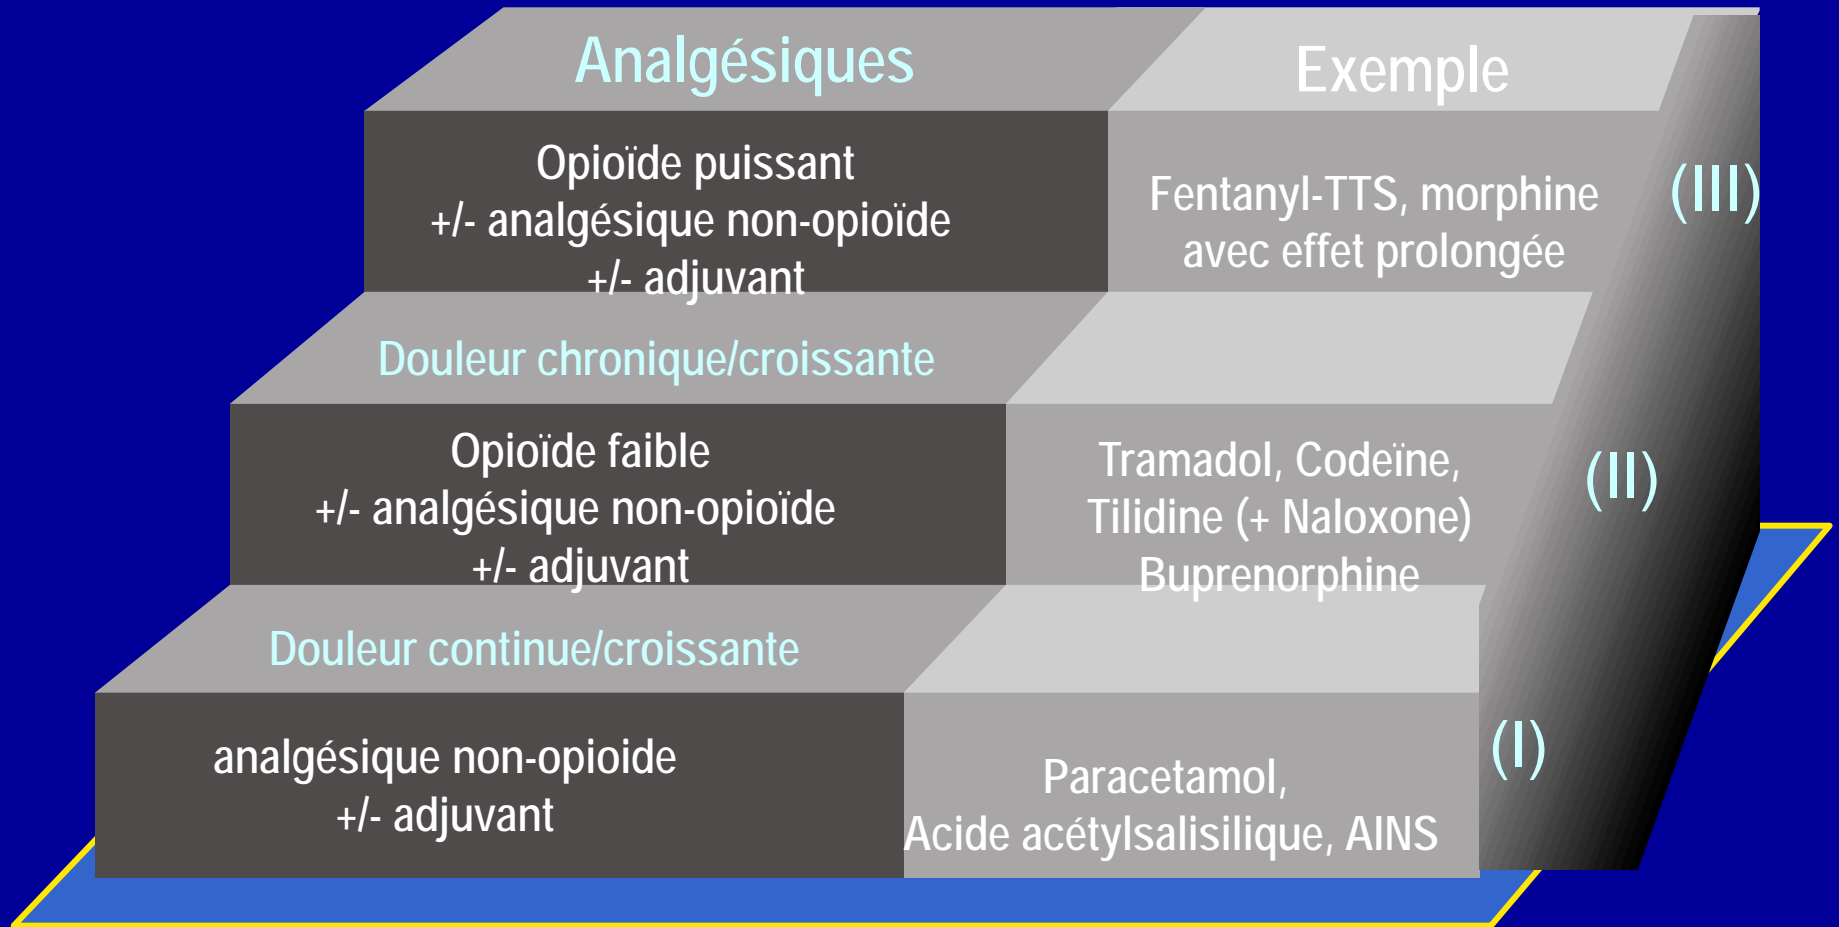 Analgésiques
Exemple
Opioïde puissant
+/- analgésique non-opioïde
+/- adjuvant
Fentanyl-TTS, morphine
avec effet prolongée
(III)
Douleur chronique/croissante
Opioïde faible
+/- analgésique non-opioïde
+/- adjuvant
Tramadol, Codeïne,
Tilidine (+ Naloxone)
Buprenorphine
(II)
Douleur continue/croissante
analgésique non-opioide
+/- adjuvant
Paracetamol,
Acide acétylsalisilique, AINS
(I)